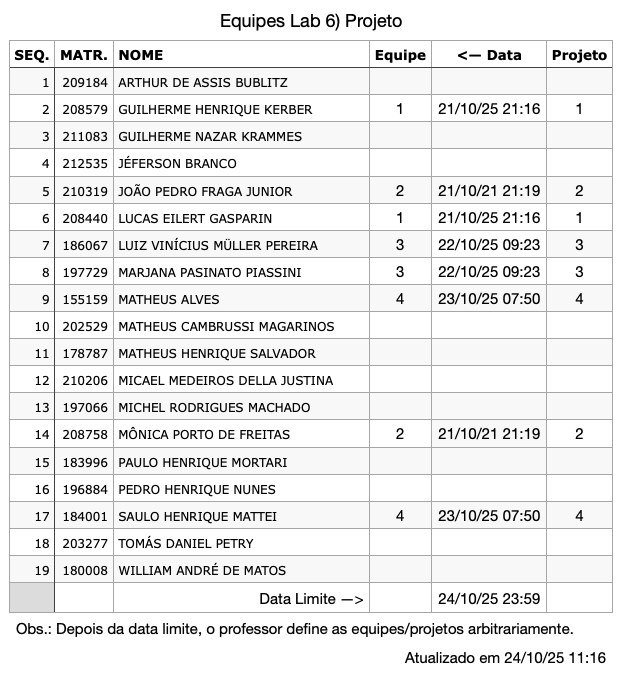 Equipes Lab 6) Projeto
SEQ. MATR. NOME Equipe <— Data Projeto
1 209184 ARTHUR DE ASSIS BUBLITZ
2 208579 GUILHERME HENRIQUE KERBER 1 21/10/25 21:16 1
3 211083 GUILHERME NAZAR KRAMMES
4 212535 JÉFERSON BRANCO
5 210319 JOÃO PEDRO FRAGA JUNIOR 2 21/10/21 21:19 2
6 208440 LUCAS EILERT GASPARIN 1 21/10/25 21:16 1
7 186067 LUIZ VINÍCIUS MÜLLER PEREIRA 3 22/10/25 09:23 3
8 197729 MARJANA PASINATO PIASSINI 3 22/10/25 09:23 3
9 155159 MATHEUS ALVES 4 23/10/25 07:50 4
10 202529 MATHEUS CAMBRUSSI MAGARINOS
11 178787 MATHEUS HENRIQUE SALVADOR
12 210206 MICAEL MEDEIROS DELLA JUSTINA
13 197066 MICHEL RODRIGUES MACHADO
14 208758 MÔNICA PORTO DE FREITAS 2 21/10/21 21:19 2
15 183996 PAULO HENRIQUE MORTARI
16 196884 PEDRO HENRIQUE NUNES
17 184001 SAULO HENRIQUE MATTEI 4 23/10/25 07:50 4
18 203277 TOMÁS DANIEL PETRY
19 180008 WILLIAM ANDRÉ DE MATOS
Data Limite —> 24/10/25 23:59
Obs.: Depois da data limite, o professor define as equipes/projetos arbitrariamente.
Atualizado em 24/10/25 11:16